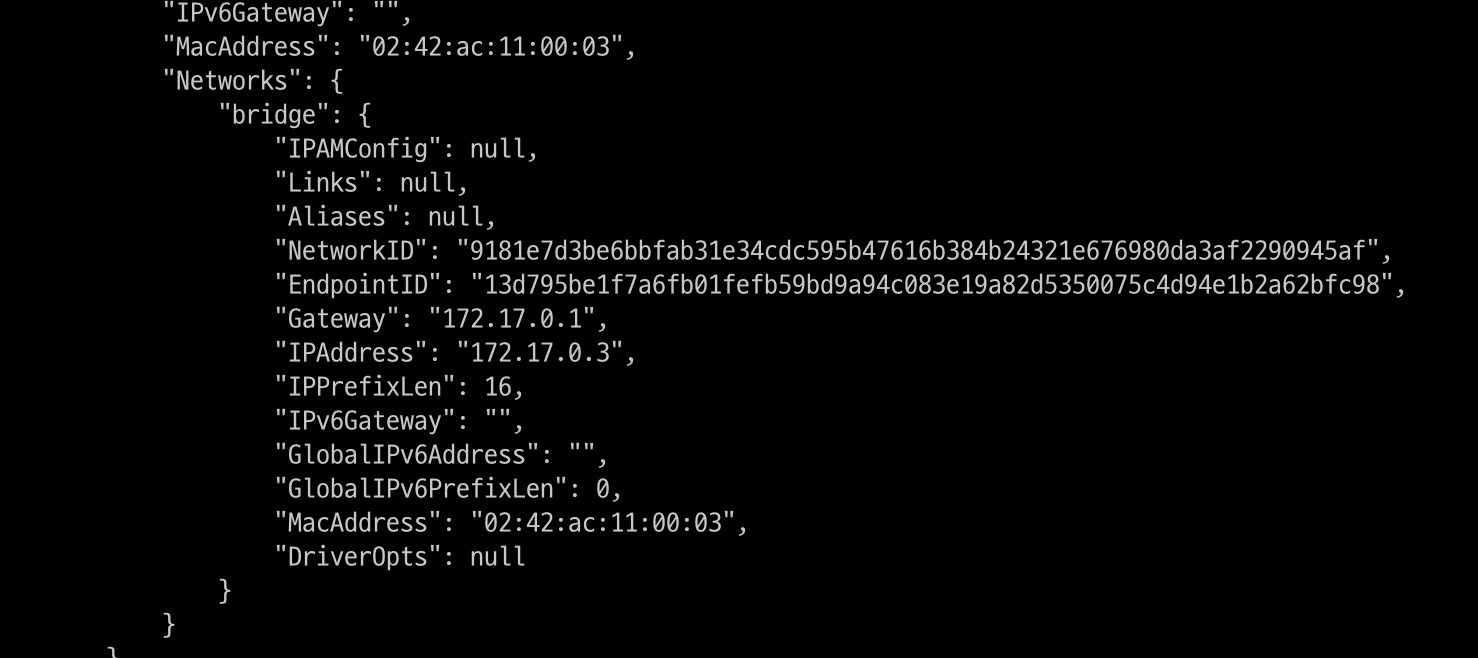 "IPv6Gateway": "",
"MacAddress": "02:42:ac:11:00:03",
"Networks": {
"bridge": {
"IPAMConfig": null,
"Links": null,
"Aliases": null,
"NetworkID": "9181e7d3be6bbfab31e34cdc595b47616b384b24321e676980da3af2290945af",
"EndpointID": "13d795be1f7a6fb01fefb59bd9a94c083e19a82d5350075c4d94e1b2a62bfc98",
"Gateway": "172.17.0.1",
"IPAddress": "172.17.0.3",
"IPPrefixLen": 16,
"IPv6Gateway": "",
"GlobalIPv6Address": "",
"GlobalIPv6PrefixLen": 0,
"MacAddress": "02:42:ac:11:00:03",
"DriverOpts": null
}
}
}